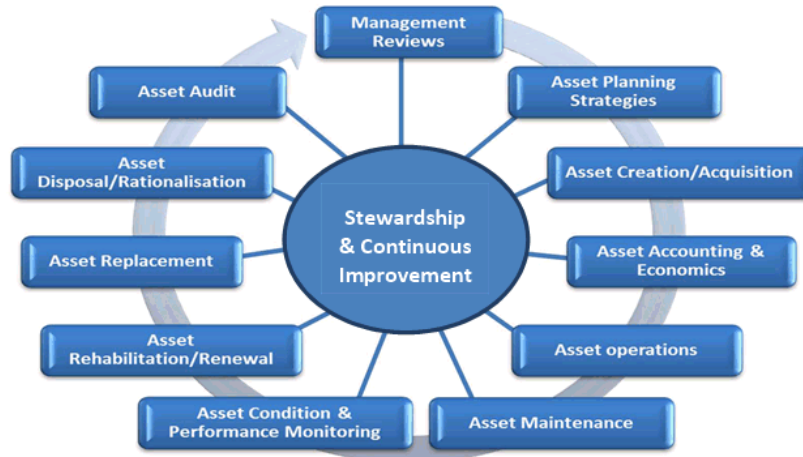 Management
Reviews
Asset Planning
Strategies
Asset Creation/Acquisition
Asset Accounting &
Economics
Asset operations
Asset Maintenance
Asset Condition &
Performance Monitoring
Asset
Rehabilitation/Renewal
Asset Replacement
Asset
Disposal/Rationalisation
Asset Audit
Stewardship
& Continuous
Improvement